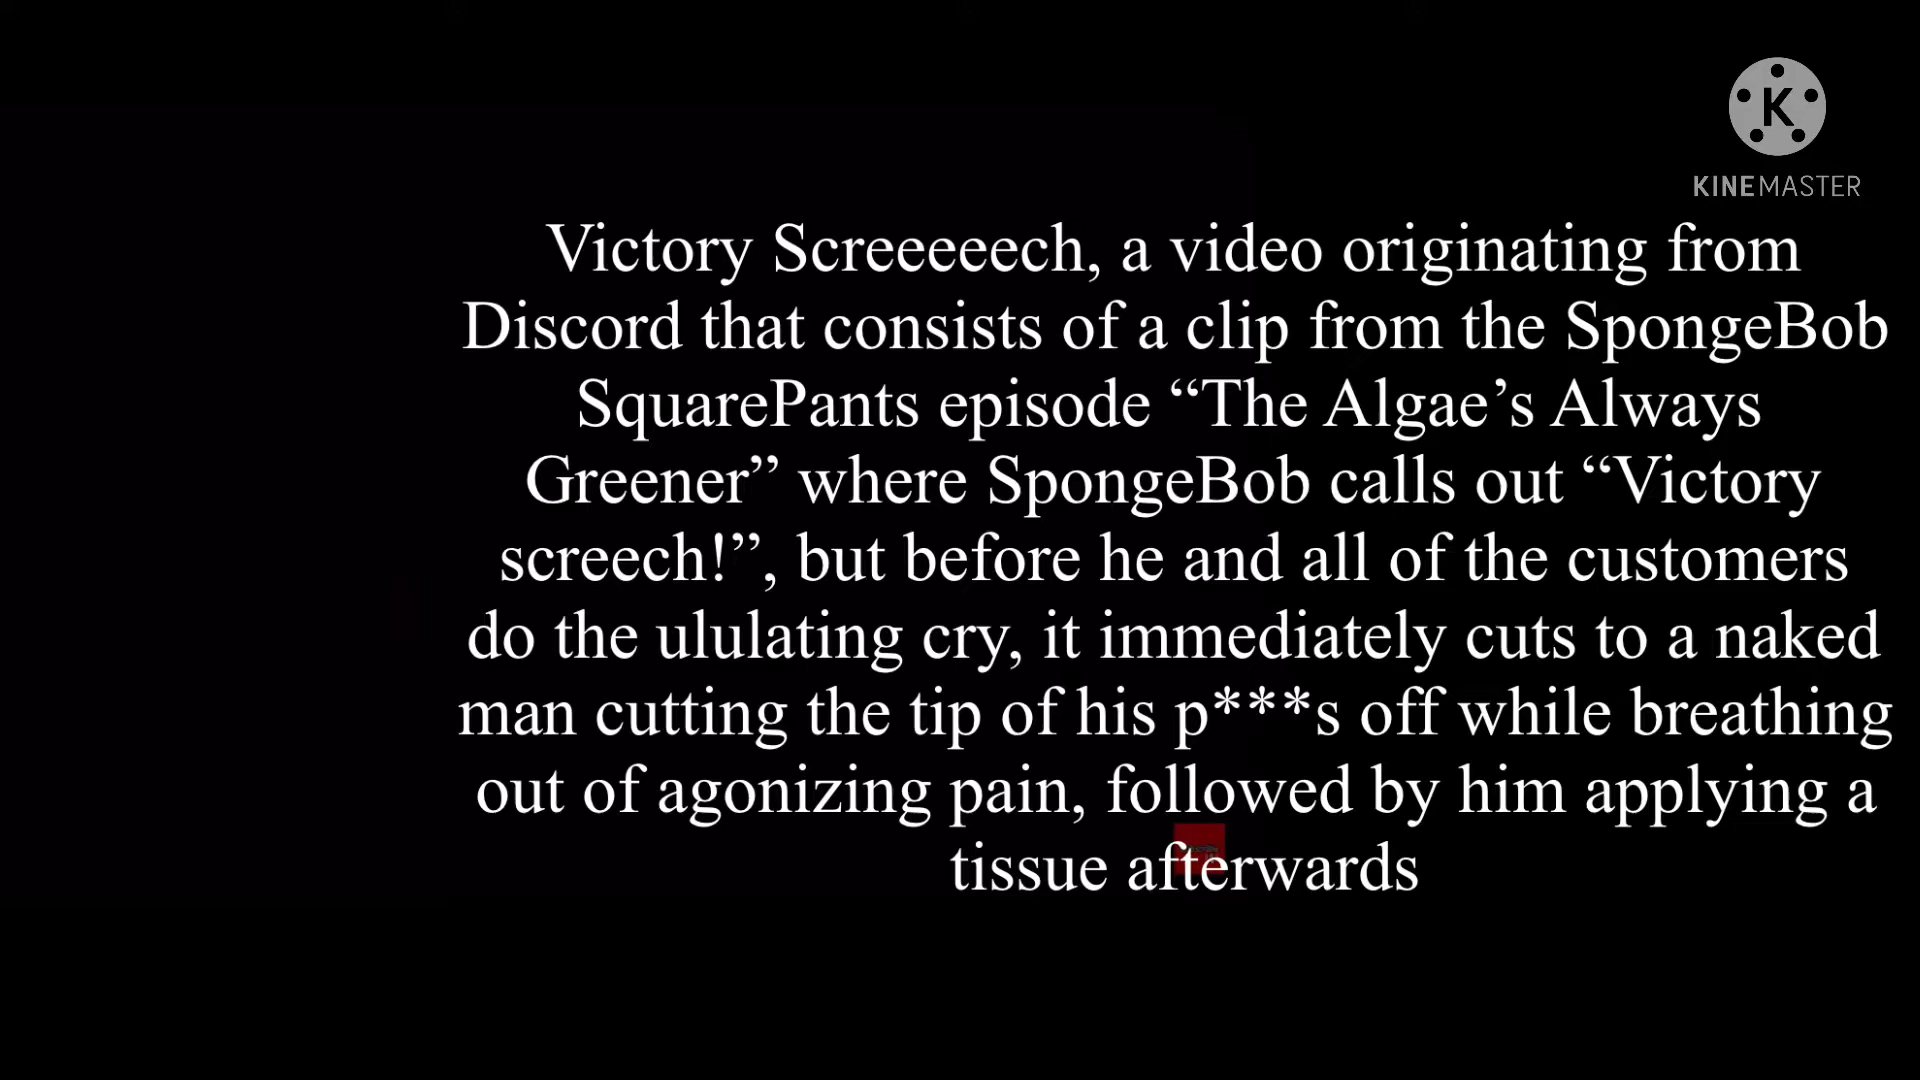 K
KINEMASTER
Victory Screeeeech, a video originating from
Discord that consists of a clip from the SpongeBob
SquarePants episode “The Algae’s Always
Greener” where SpongeBob calls out “Victory
screech!”, but before he and all of the customers
do the ululating cry, it immediately cuts to a naked
man cutting the tip of his p***s off while breathing
out of agonizing pain, followed by him applying a
tissue afterwards